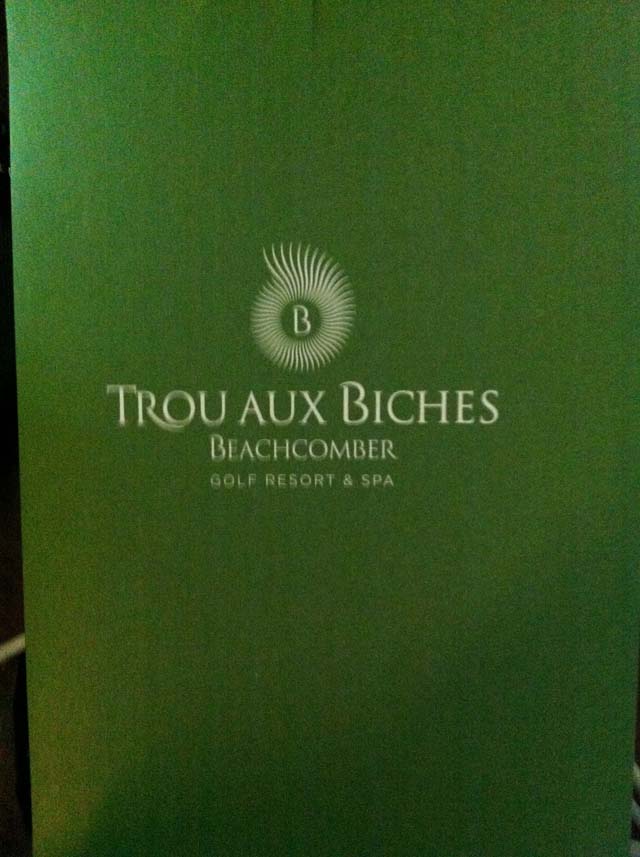 B
TROU AUX BICHES
BEACHCOMBER
GOLF RESORT & SPA